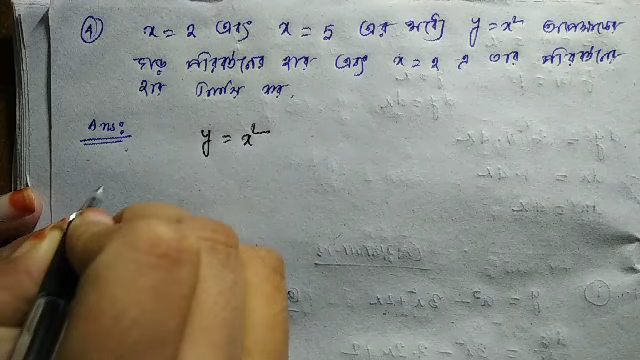 ④ x = 2 এবং x = 5 এর মধ্যে y = x² অপেক্ষকের
গড় পরিবর্তনের হার এবং x = 2 এ তার পরিবর্তনের
হার নির্ণয় কর.
Ans:
y = x²